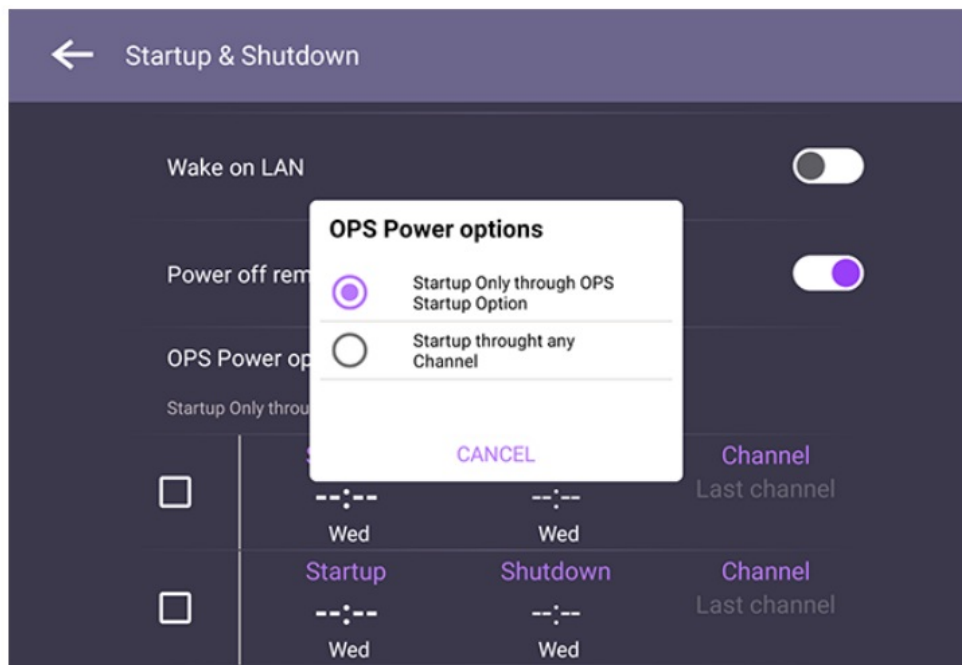 Startup & Shutdown
Wake on LAN
OPS Power options
Power off rem
Startup Only through OPS
Startup Option
Startup throught any
Channel
OPS Power op
Startup Only throu
CANCEL
S
Channel
--:--
--:--
Last channel
Wed
Wed
Startup
Shutdown
Channel
--:--
--:--
Last channel
Wed
Wed